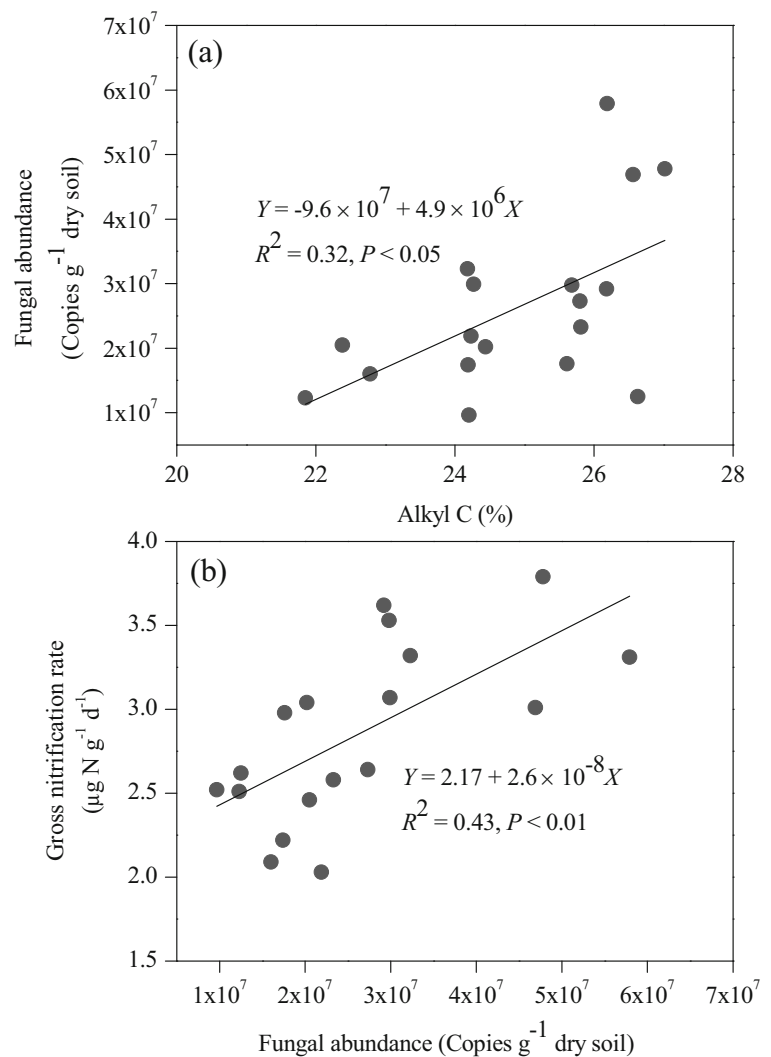 (a)
7x10^7
6x10^7
5x10^7
4x10^7
3x10^7
2x10^7
1x10^7
Fungal abundance
((Copies g^-1 dry soil)
Y = -9.6 × 10^7 + 4.9 × 10^6X
R^2 = 0.32, P < 0.05
20 22 24 26 28
Alkyl C (%)
(b)
4.0
3.5
3.0
2.5
2.0
1.5
Gross nitrification rate
(µg N g^-1 d^-1)
Y = 2.17 + 2.6 × 10^-8X
R^2 = 0.43, P < 0.01
1x10^7 2x10^7 3x10^7 4x10^7 5x10^7 6x10^7 7x10^7
Fungal abundance (Copies g^-1 dry soil)